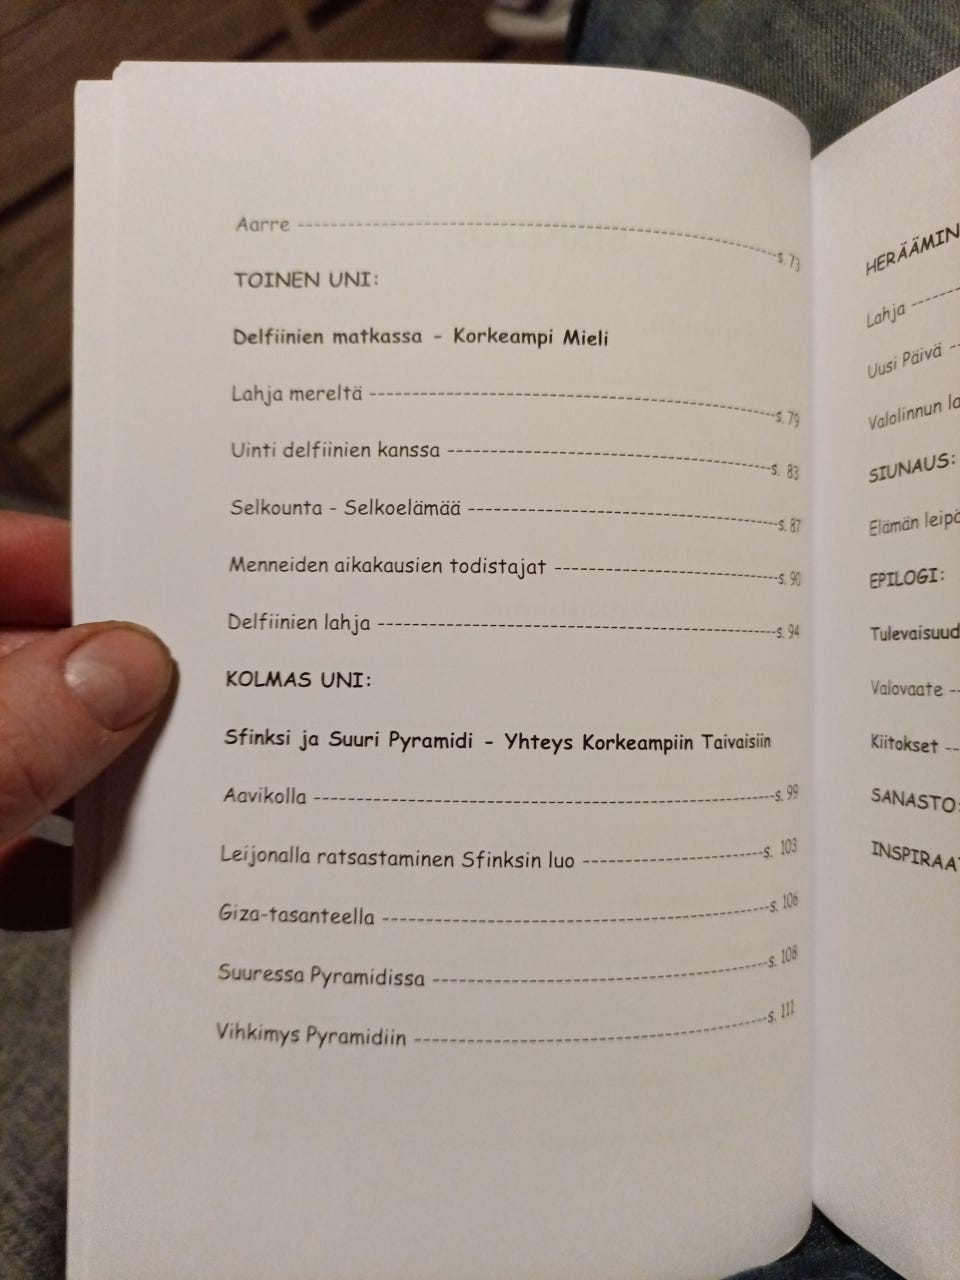 Aarre ---------- s. 73
TOINEN UNI:
Delfiinien matkassa - Korkeampi Mieli
Lahja mereltä ---------- s. 79
Uinti delfiinien kanssa ---------- s. 83
Selkounta - Selkoelämää ---------- s. 87
Menneiden aikakausien todistajat ---------- s. 90
Delfiinien lahja ---------- s. 94
KOLMAS UNI:
Sfinksi ja Suuri Pyramidi - Yhteys Korkeampiin Taivaisiin
Aavikolla ---------- s. 99
Leijonalla ratsastaminen Sfinksin luo ---------- s. 103
Giza-tasanteella ---------- s. 106
Suuressa Pyramidissa ---------- s. 108
Vihkimys Pyramidiin ---------- s. 111
Lahja ----------
Uusi Päivä --
Valolinnun
SIUNAUS:
Elämän
EPILOGI:
Valovaate --
Kiitokset --
SANASTO: